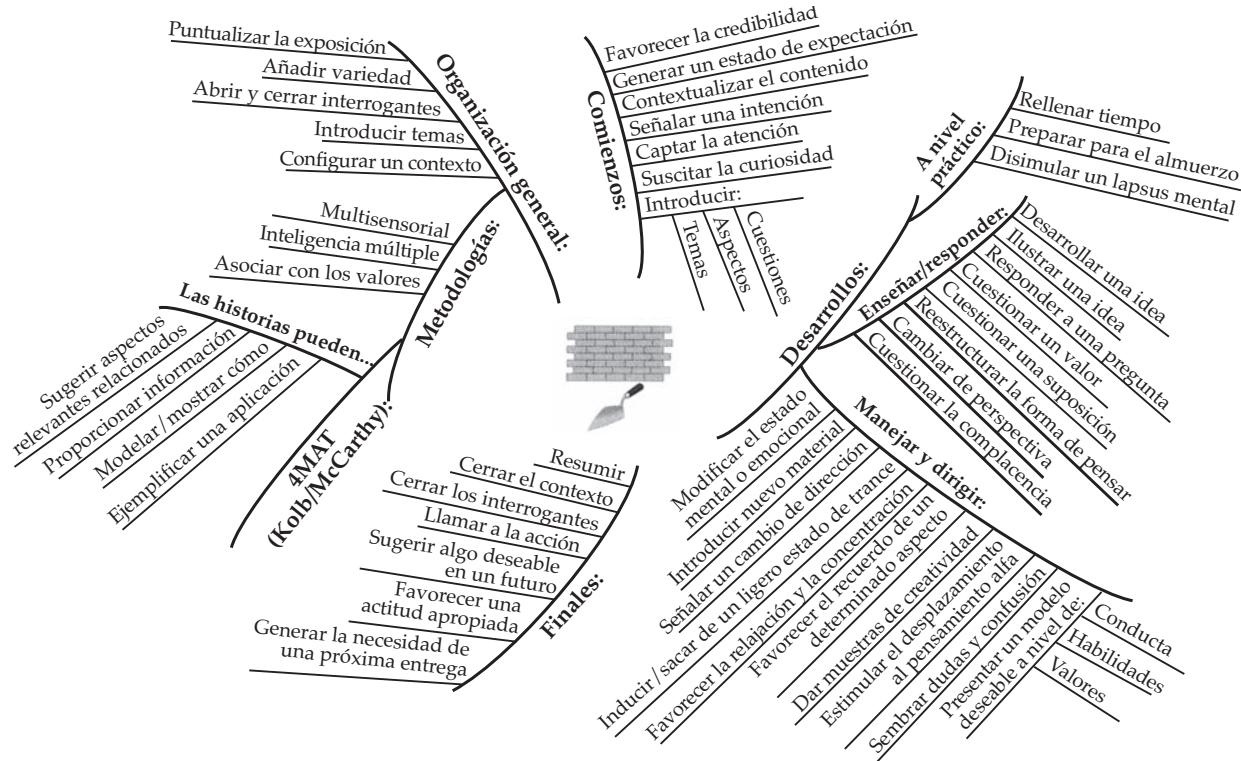 Organización general:
Puntualizar la exposición
Añadir variedad
Abrir y cerrar interrogantes
Introducir temas
Configurar un contexto
Metodologías:
Multisensorial
Inteligencia múltiple
Asociar con los valores
4MAT
(Kolb/McCarthy):
Las historias pueden...
Sugerir aspectos
relevantes relacionados
Proporcionar información
Modelar/mostrar cómo
Ejemplificar una aplicación
Comienzos:
Favorecer la credibilidad
Generar un estado de expectación
Contextualizar el contenido
Señalar una intención
Captar la atención
Suscitar la curiosidad
Introducir:
Temas
Aspectos
Cuestiones
Desarrollos:
A nivel
práctico:
Rellenar tiempo
Preparar para el almuerzo
Disimular un lapsus mental
Enseñar/responder:
Desarrollar una idea
Ilustrar una idea
Responder a una pregunta
Cuestionar un valor
Cuestionar una suposición
Reestructurar la forma de pensar
Cambiar de perspectiva
Cuestionar la complacencia
Manejar y dirigir:
Modificar el estado
mental o emocional
Introducir nuevo material
Señalar un cambio de dirección
Inducir/sacar de un ligero estado de trance
Favorecer la relajación y la concentración
Favorecer el recuerdo de un
determinado aspecto
Dar muestras de creatividad
Estimular el desplazamiento
al pensamiento alfa
Sembrar dudas y confusión
Presentar un modelo
deseable a nivel de:
Conducta
Habilidades
Valores
Finales:
Resumir
Cerrar el contexto
Cerrar los interrogantes
Llamar a la acción
Sugerir algo deseable
en un futuro
Favorecer una
actitud apropiada
Generar la necesidad de
una próxima entrega